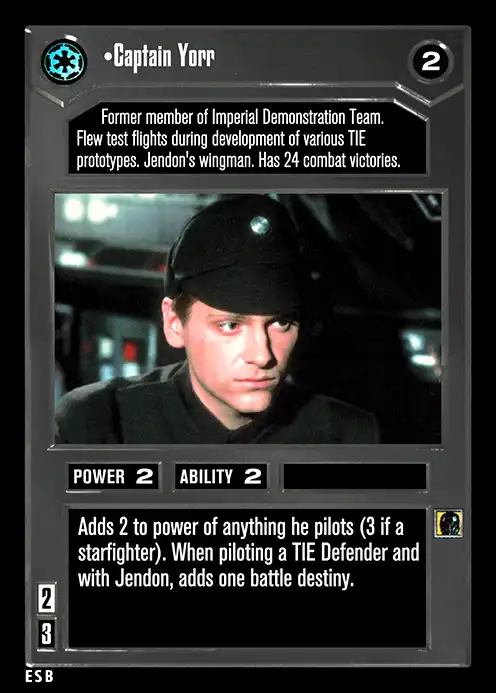 •Captain Yorr
2
Former member of Imperial Demonstration Team.
Flew test flights during development of various TIE
prototypes. Jendon's wingman. Has 24 combat victories.
POWER 2
ABILITY 2
Adds 2 to power of anything he pilots (3 if a
starfighter). When piloting a TIE Defender and
with Jendon, adds one battle destiny.
2
3
ESB